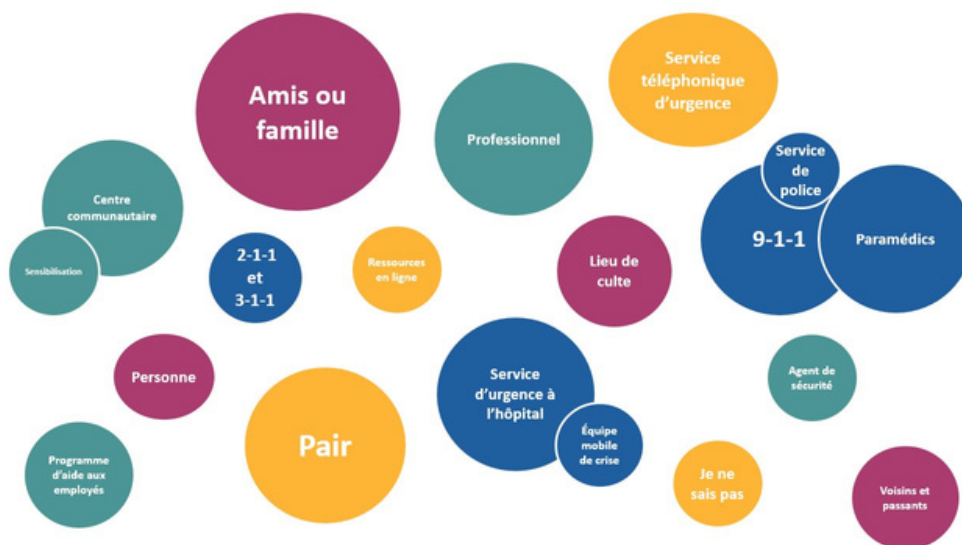 Amis ou
famille
Professionnel
Service
téléphonique
d'urgence
Service
de
police
9-1-1
Paramédics
Centre
communautaire
Sensibilisation
2-1-1
et
3-1-1
Ressources
en ligne
Lieu de
culte
Personne
Pair
Service
d'urgence à
l'hôpital
Équipe
mobile
de crise
Agent de
sécurité
Programme
d'aide aux
employés
Je ne
sais pas
Voisins et
passants